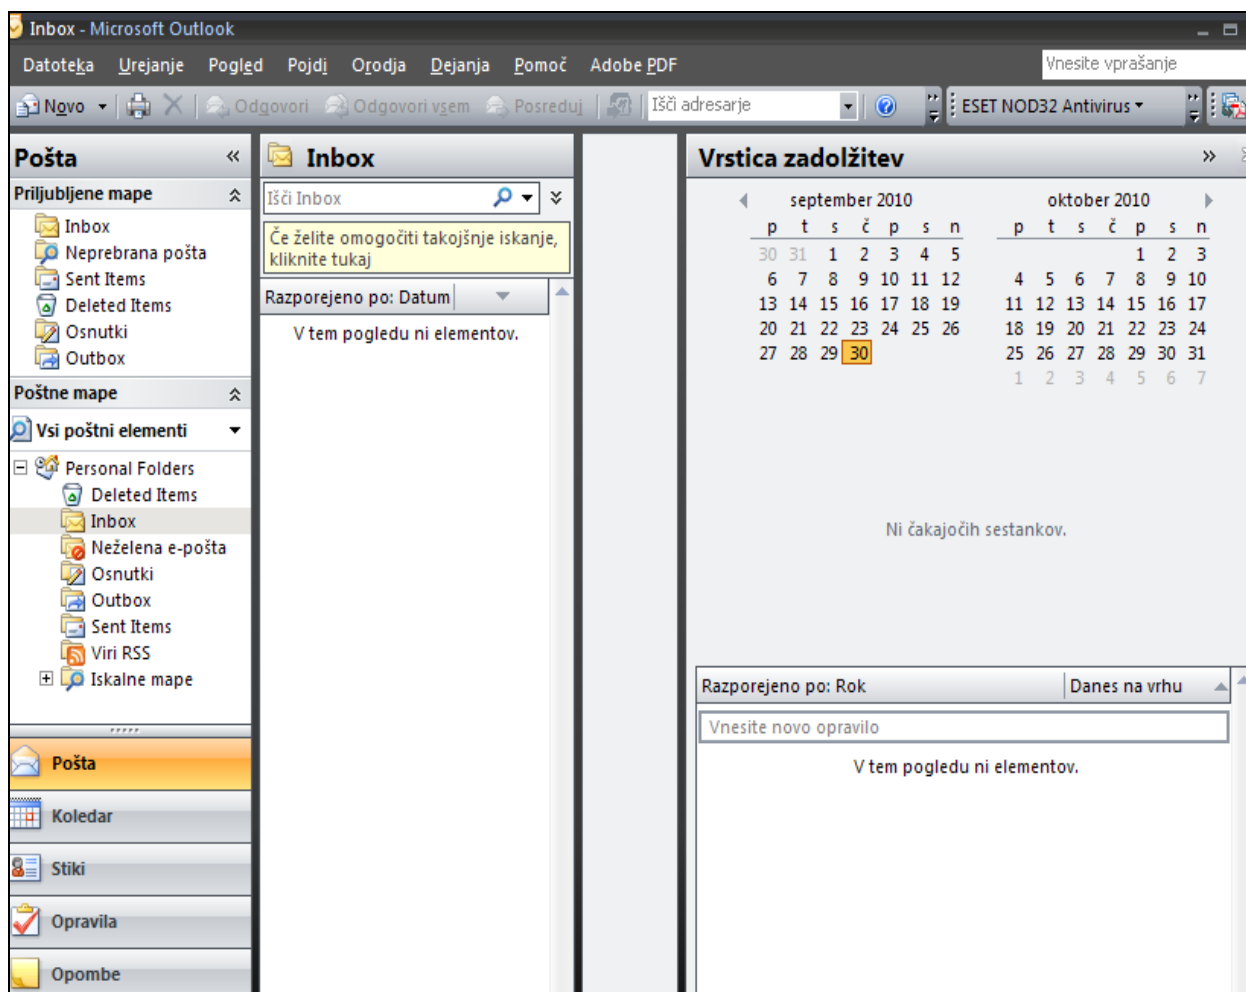 Inbox - Microsoft Outlook
Datoteka Urejanje Pogled Pojdi Orodja Dejanja Pomoč Adobe PDF Vnesite vprašanje
Novo Odgovori Odgovori vsem Posreduj Išči adresarje ESET NOD32 Antivirus
Pošta «
Priljubljene mape
Inbox
Neprebrana pošta
Sent Items
Deleted Items
Osnutki
Outbox
Poštne mape
Vsi poštni elementi
Personal Folders
Deleted Items
Inbox
Neželena e-pošta
Osnutki
Outbox
Sent Items
Viri RSS
Iskalne mape
Pošta
Koledar
Stiki
Opravila
Opombe
Inbox
Išči Inbox
Če želite omogočiti takojšnje iskanje,
kliknite tukaj
Razporejeno po: Datum
V tem pogledu ni elementov.
Vrstica zadolžitev »
september 2010
p t s č p s n
30 31 1 2 3 4 5
6 7 8 9 10 11 12
13 14 15 16 17 18 19
20 21 22 23 24 25 26
27 28 29 30
oktober 2010
p t s č p s n
1 2 3
4 5 6 7 8 9 10
11 12 13 14 15 16 17
18 19 20 21 22 23 24
25 26 27 28 29 30 31
1 2 3 4 5 6 7
Ni čakajočih sestankov.
Razporejeno po: Rok Danes na vrhu
Vnesite novo opravilo
V tem pogledu ni elementov.